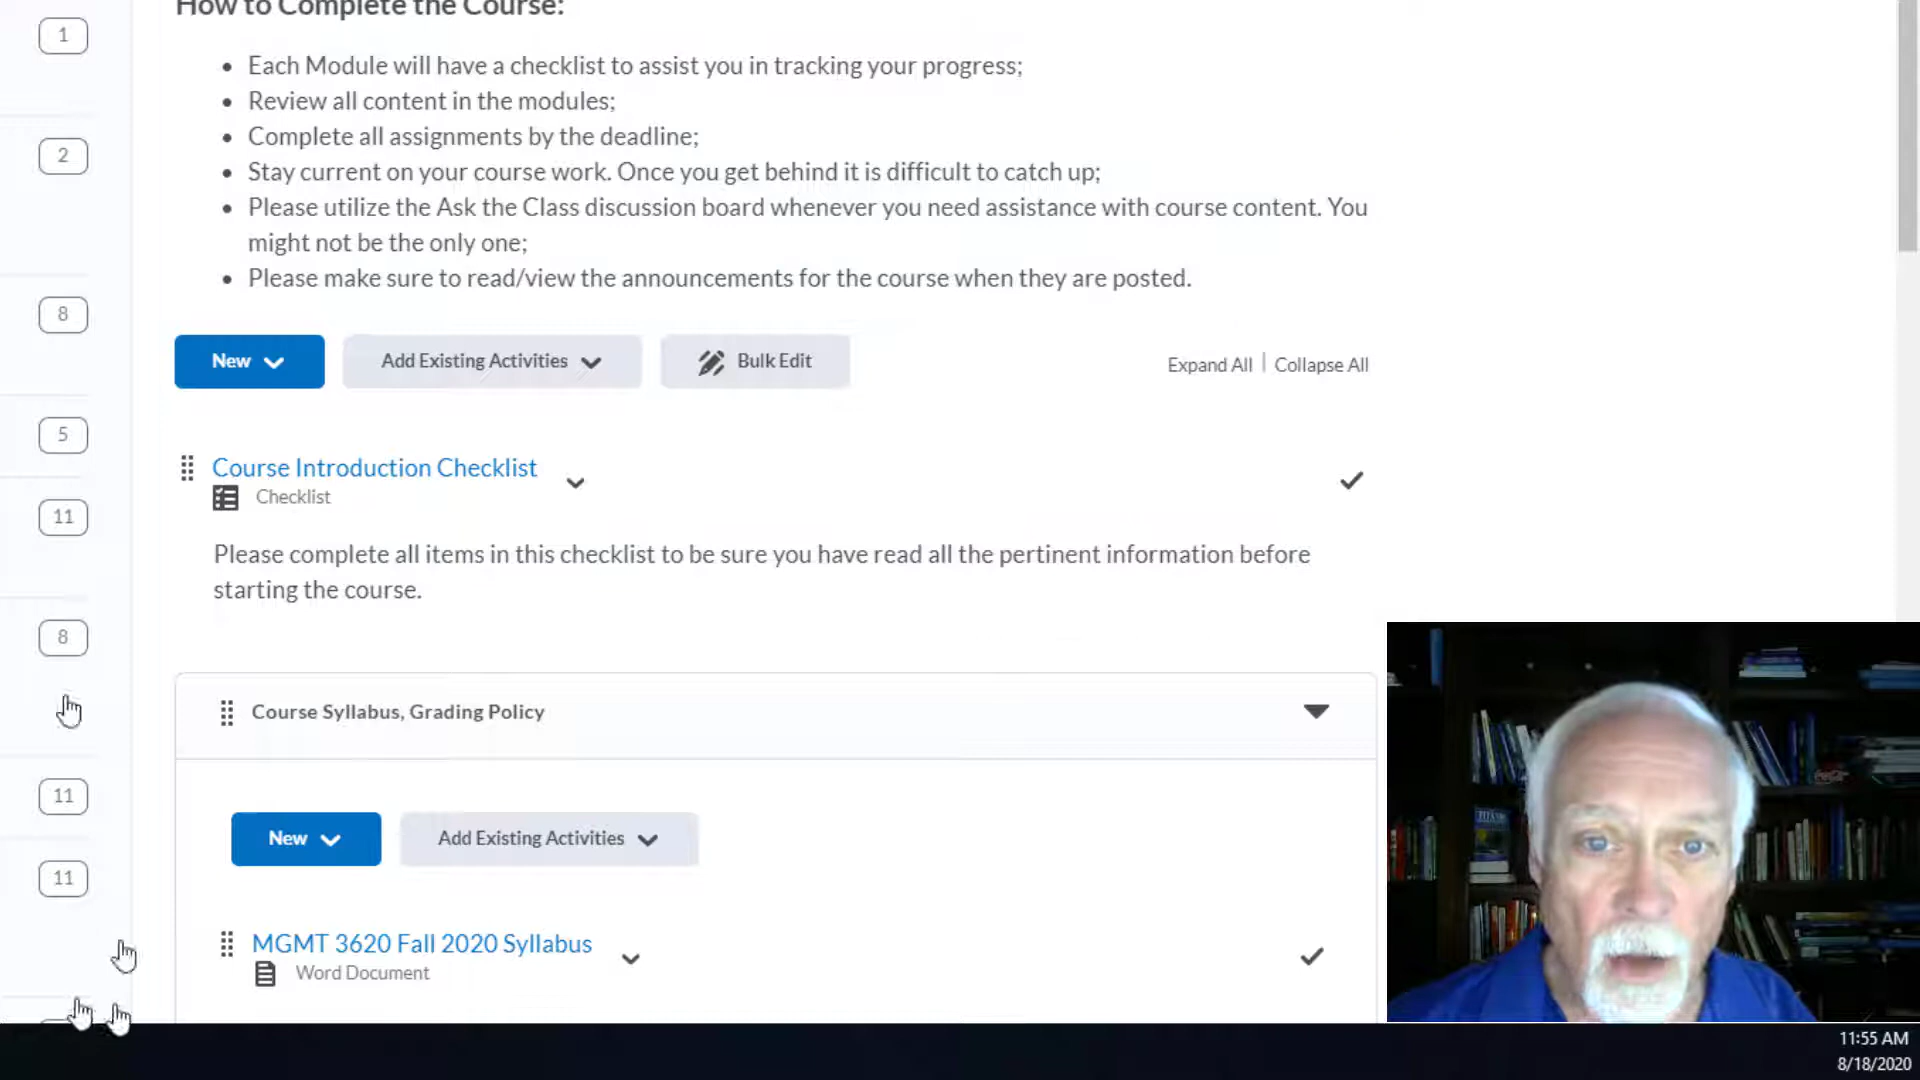 How to Complete the Course:
1
Each Module will have a checklist to assist you in tracking your progress;
Review all content in the modules;
Complete all assignments by the deadline;
2
Stay current on your course work. Once you get behind it is difficult to catch up;
Please utilize the Ask the Class discussion board whenever you need assistance with course content. You
might not be the only one;
Please make sure to read/view the announcements for the course when they are posted.
8
New
Add Existing Activities
Bulk Edit
Expand All | Collapse All
5
Course Introduction Checklist
Checklist
11
Please complete all items in this checklist to be sure you have read all the pertinent information before
starting the course.
8
Course Syllabus, Grading Policy
11
New
Add Existing Activities
11
MGMT 3620 Fall 2020 Syllabus
Word Document
TITANIC
11:55 AM
8/18/2020